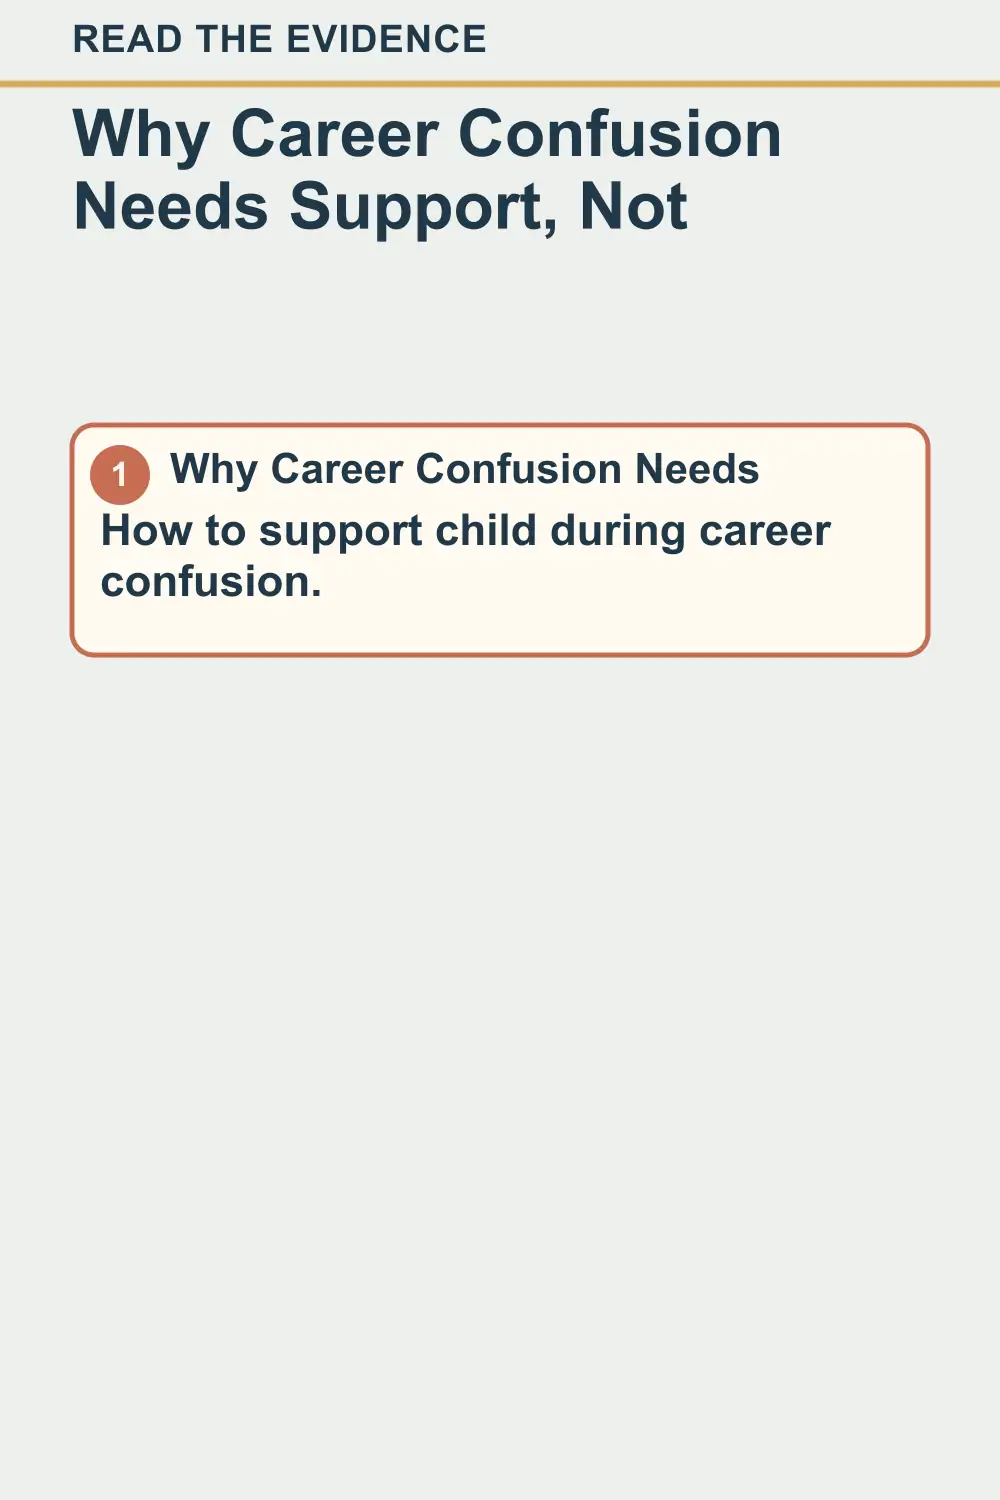 READ THE EVIDENCE
Why Career Confusion
Needs Support, Not
1 Why Career Confusion Needs
How to support child during career
confusion.